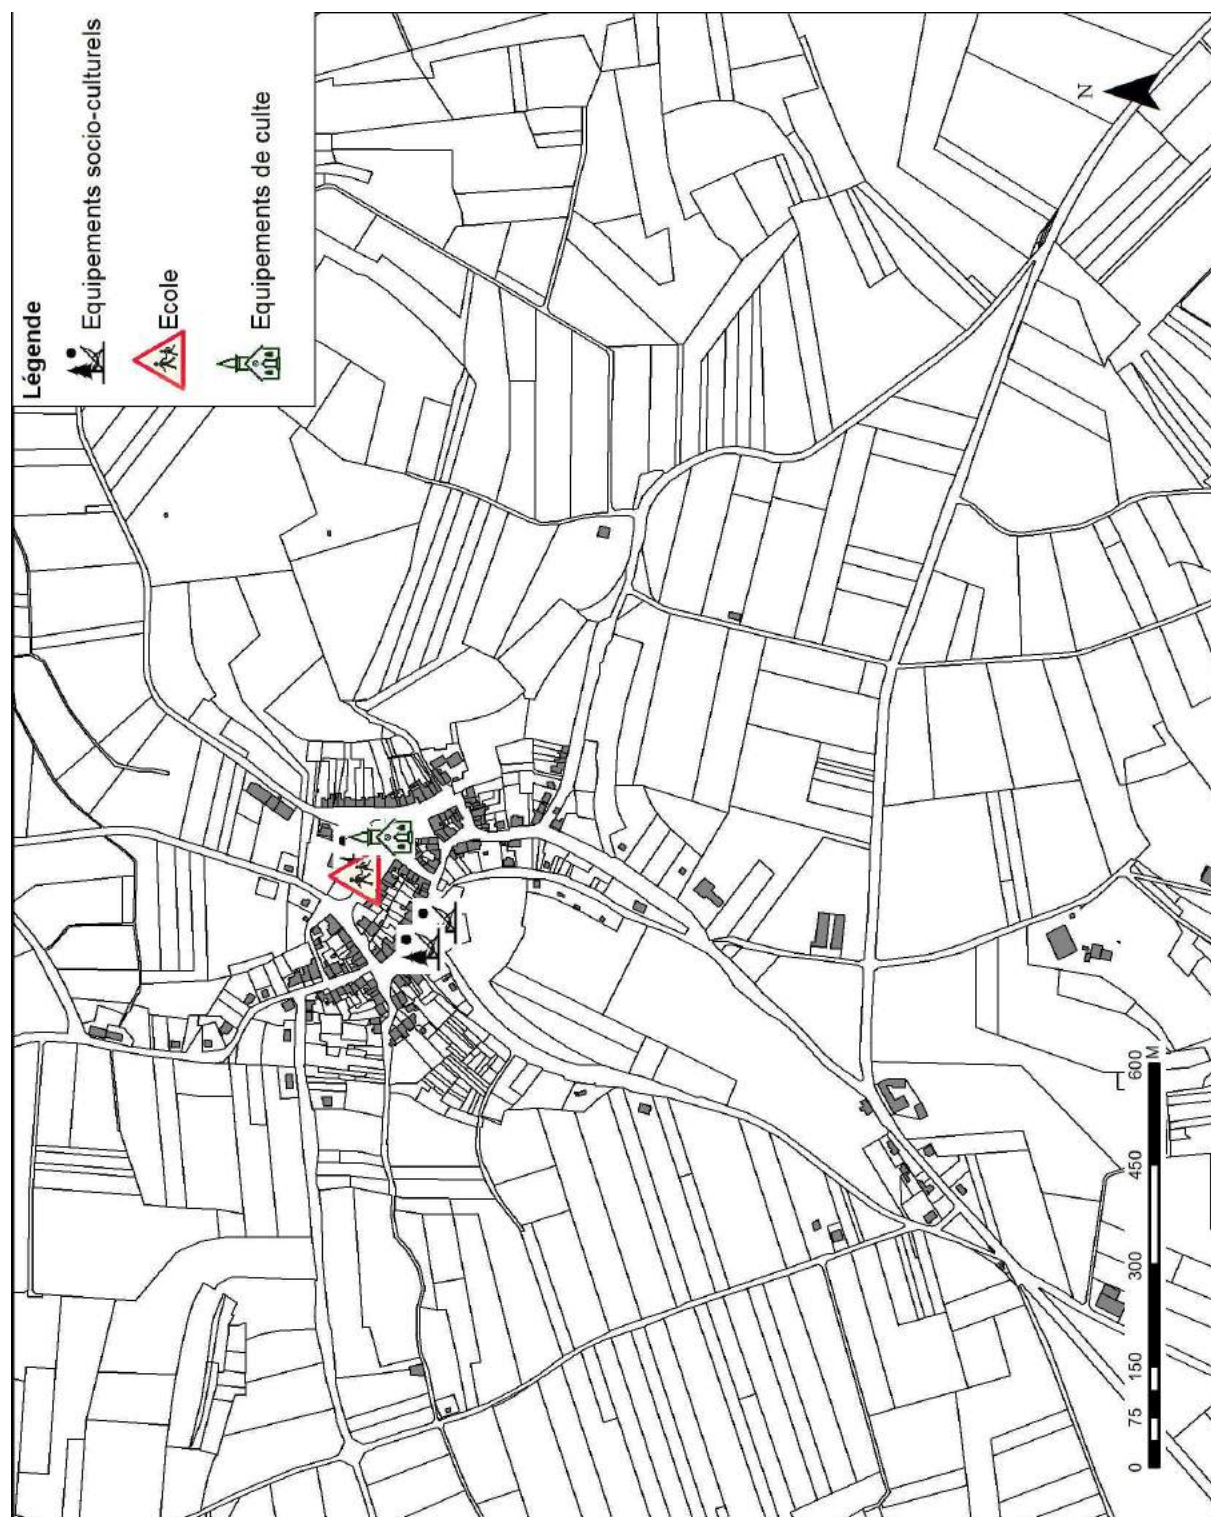 Légende
Equipements socio-culturels
Ecole
Equipements de culte
N
0 75 150 300 450 600
M